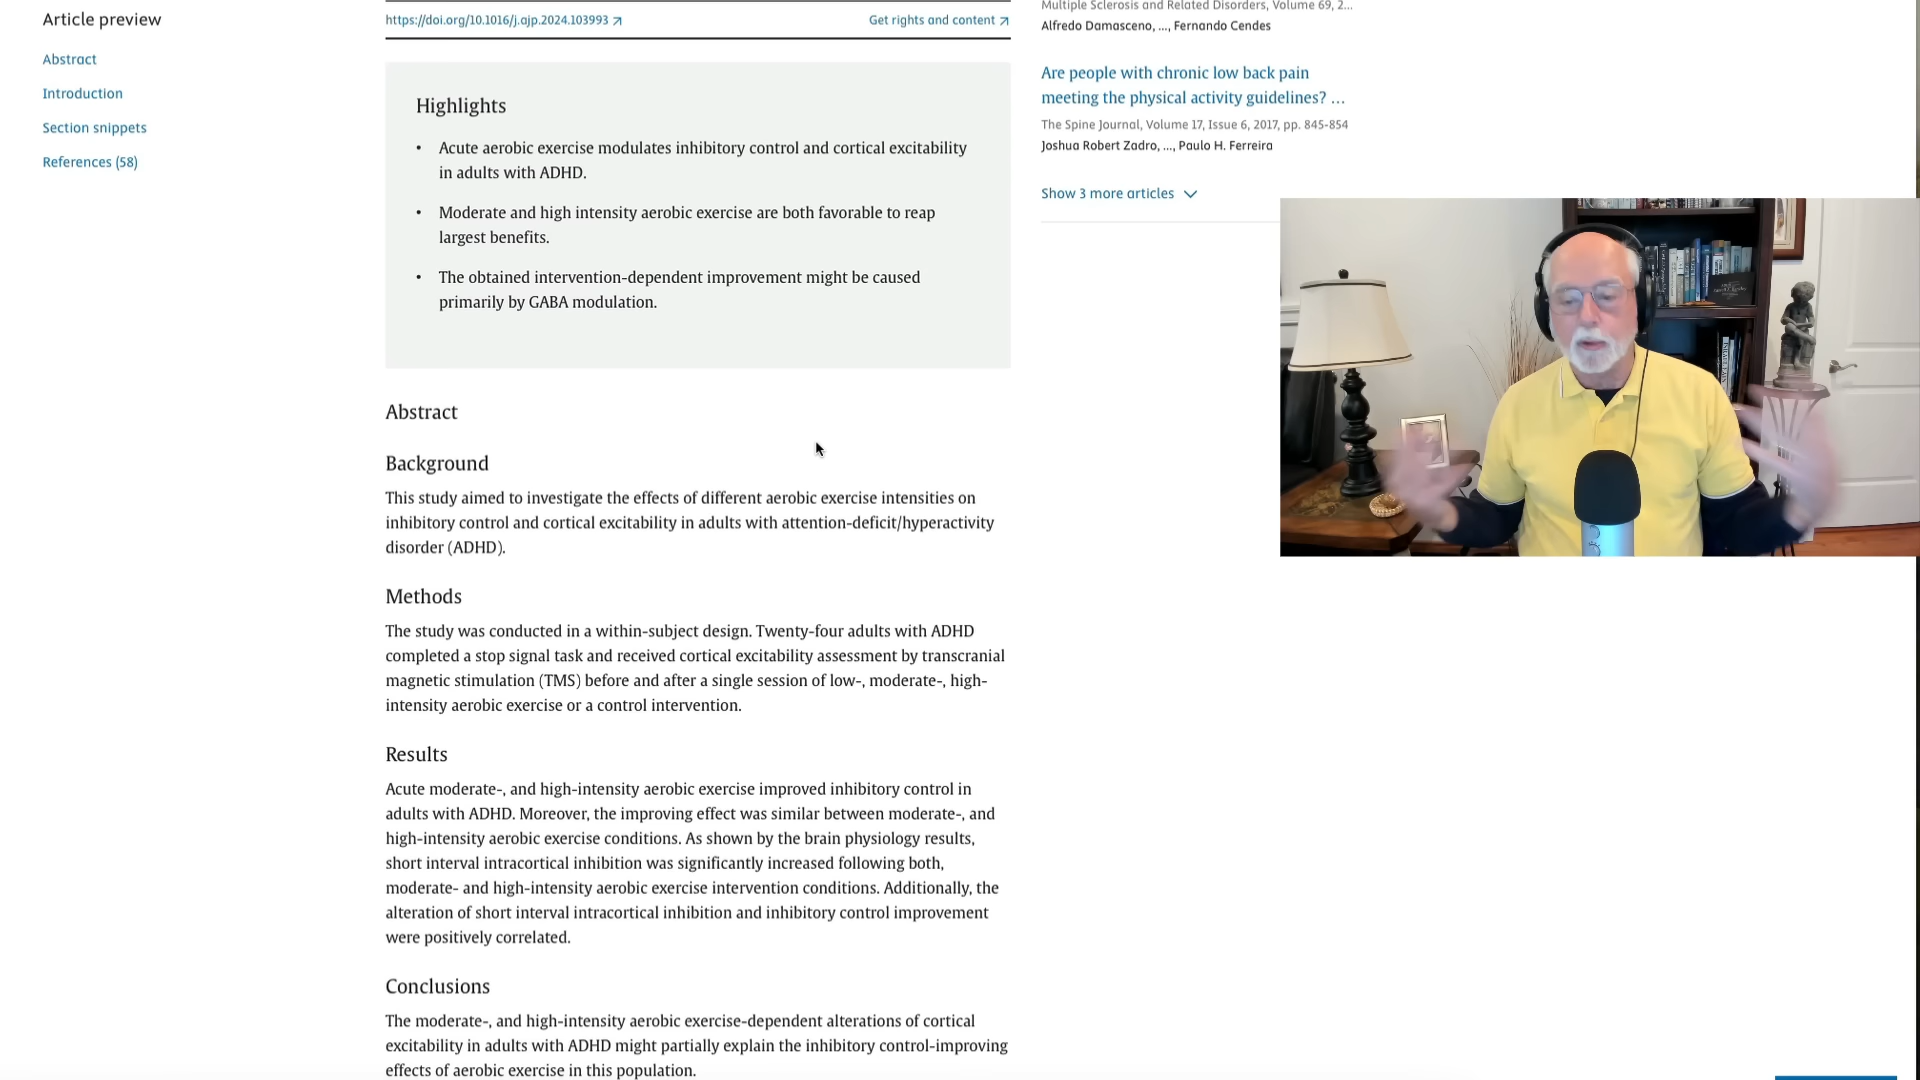 Article preview
Abstract
Introduction
Section snippets
References (58)
https://doi.org/10.1016/j.ajp.2024.103993
Get rights and content
Highlights
• Acute aerobic exercise modulates inhibitory control and cortical excitability
in adults with ADHD.
• Moderate and high intensity aerobic exercise are both favorable to reap
largest benefits.
• The obtained intervention-dependent improvement might be caused
primarily by GABA modulation.
Abstract
Background
This study aimed to investigate the effects of different aerobic exercise intensities on
inhibitory control and cortical excitability in adults with attention-deficit/hyperactivity
disorder (ADHD).
Methods
The study was conducted in a within-subject design. Twenty-four adults with ADHD
completed a stop signal task and received cortical excitability assessment by transcranial
magnetic stimulation (TMS) before and after a single session of low-, moderate-, high-
intensity aerobic exercise or a control intervention.
Results
Acute moderate-, and high-intensity aerobic exercise improved inhibitory control in
adults with ADHD. Moreover, the improving effect was similar between moderate-, and
high-intensity aerobic exercise conditions. As shown by the brain physiology results,
short interval intracortical inhibition was significantly increased following both,
moderate- and high-intensity aerobic exercise intervention conditions. Additionally, the
alteration of short interval intracortical inhibition and inhibitory control improvement
were positively correlated.
Conclusions
The moderate-, and high-intensity aerobic exercise-dependent alterations of cortical
excitability in adults with ADHD might partially explain the inhibitory control-improving
effects of aerobic exercise in this population.
Multiple Sclerosis and Related Disorders, Volume 69, 2...
Alfredo Damasceno, ..., Fernando Cendes
Are people with chronic low back pain
meeting the physical activity guidelines? ...
The Spine Journal, Volume 17, Issue 6, 2017, pp. 845-854
Joshua Robert Zadro, ..., Paulo H. Ferreira
Show 3 more articles